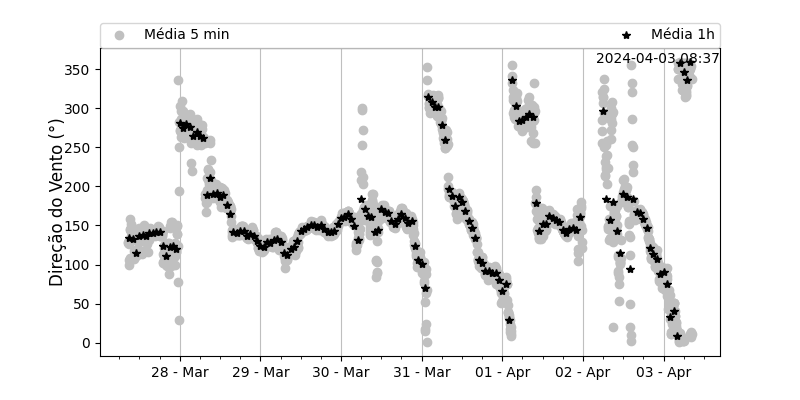 Média 5 min
Média 1h
2024-04-03 08:37
Direção do Vento (°)
350
300
250
200
150
100
50
0
28 - Mar
29 - Mar
30 - Mar
31 - Mar
01 - Apr
02 - Apr
03 - Apr